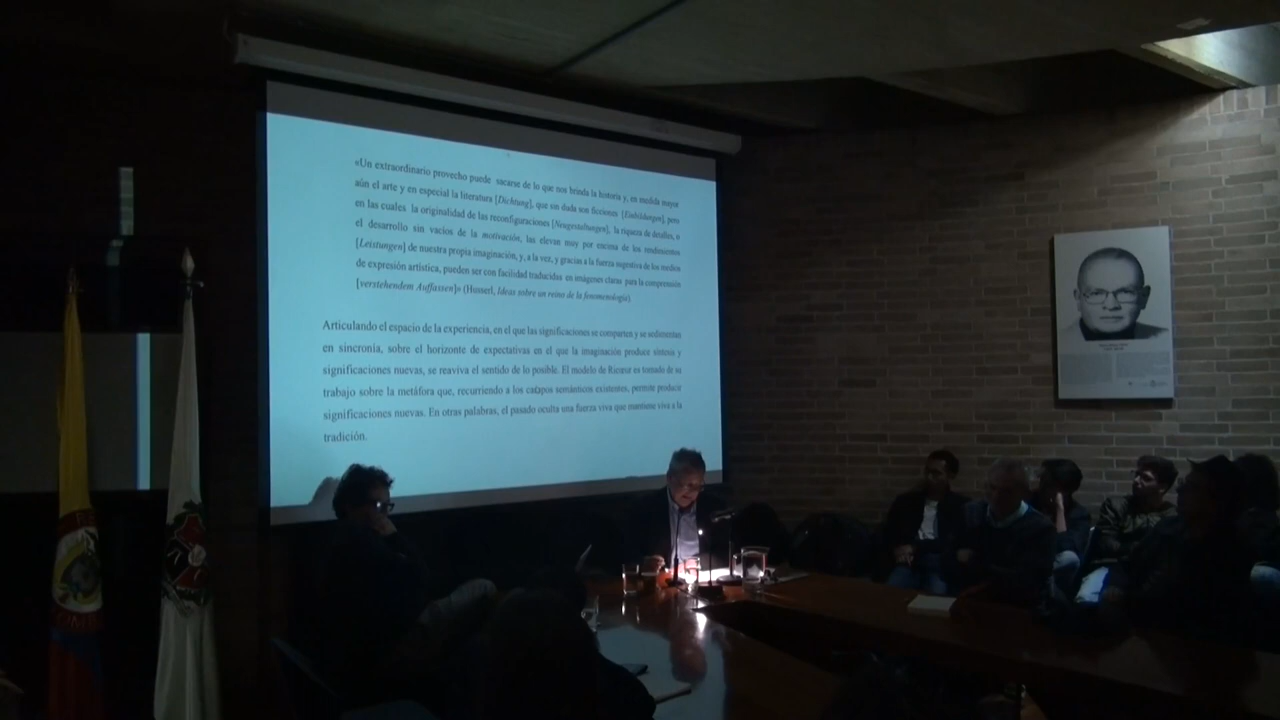 «Un extraordinario provecho puede sacarse de lo que nos brinda la historia y, en medida mayor
aún el arte y en especial la literatura [Dichtung], que sin duda son ficciones [Einbildungen], pero
en las cuales la originalidad de las reconfiguraciones [Neugestaltungen], la riqueza de detalles, o
el desarrollo sin vacíos de la motivación, las elevan muy por encima de los rendimientos
[Leistungen] de nuestra propia imaginación, y, a la vez, y gracias a la fuerza sugestiva de los medios
de expresión artística, pueden ser con facilidad traducidas en imágenes claras para la comprensión
[verstehendem Auffassen]» (Husserl, Ideas sobre un reino de la fenomenología).
Articulando el espacio de la experiencia, en el que las significaciones se comparten y se sedimentan
en sincronía, sobre el horizonte de expectativas en el que la imaginación produce síntesis y
significaciones nuevas, se reaviva el sentido de lo posible. El modelo de Ricoeur es tomado de su
trabajo sobre la metáfora que, recurriendo a los campos semánticos existentes, permite producir
significaciones nuevas. En otras palabras, el pasado oculta una fuerza viva que mantiene viva a la
tradición.